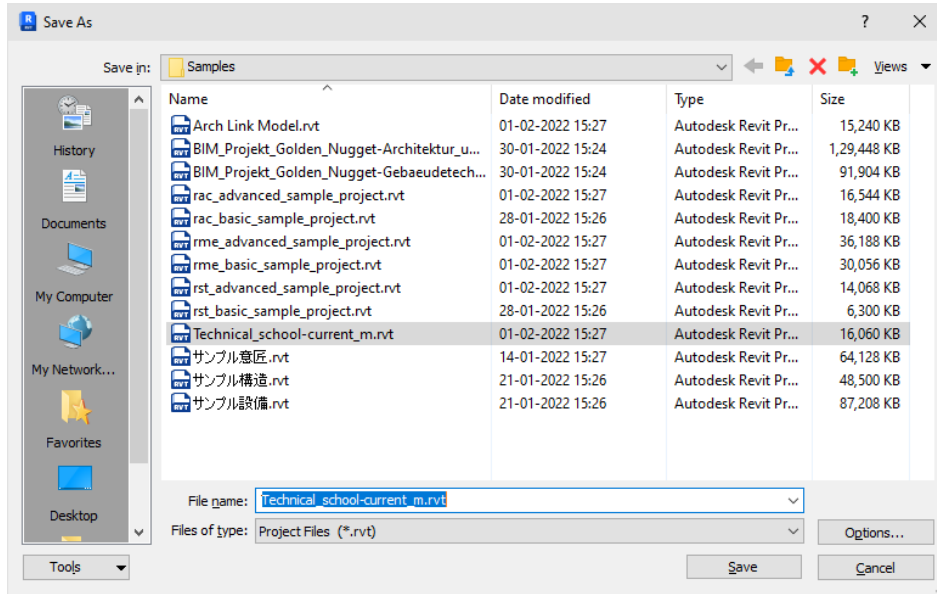 Save As
Save in: Samples
Views
Name Date modified Type Size
Arch Link Model.rvt 01-02-2022 15:27 Autodesk Revit Pr... 15,240 KB
BIM_Projekt_Golden_Nugget-Architektur_u... 30-01-2022 15:24 Autodesk Revit Pr... 1,29,448 KB
BIM_Projekt_Golden_Nugget-Gebaeudetech... 30-01-2022 15:24 Autodesk Revit Pr... 91,904 KB
rac_advanced_sample_project.rvt 01-02-2022 15:27 Autodesk Revit Pr... 16,544 KB
rac_basic_sample_project.rvt 28-01-2022 15:26 Autodesk Revit Pr... 18,400 KB
rme_advanced_sample_project.rvt 01-02-2022 15:27 Autodesk Revit Pr... 36,188 KB
rme_basic_sample_project.rvt 01-02-2022 15:27 Autodesk Revit Pr... 30,056 KB
rst_advanced_sample_project.rvt 01-02-2022 15:27 Autodesk Revit Pr... 14,068 KB
rst_basic_sample_project.rvt 28-01-2022 15:26 Autodesk Revit Pr... 6,300 KB
Technical_school-current_m.rvt 01-02-2022 15:27 Autodesk Revit Pr... 16,060 KB
サンプル意匠.rvt 14-01-2022 15:27 Autodesk Revit Pr... 64,128 KB
サンプル構造.rvt 21-01-2022 15:26 Autodesk Revit Pr... 48,500 KB
サンプル設備.rvt 21-01-2022 15:26 Autodesk Revit Pr... 87,208 KB
History
Documents
My Computer
My Network...
Favorites
Desktop
File name: Technical_school-current_m.rvt
Files of type: Project Files (*.rvt)
Options...
Tools
Save
Cancel